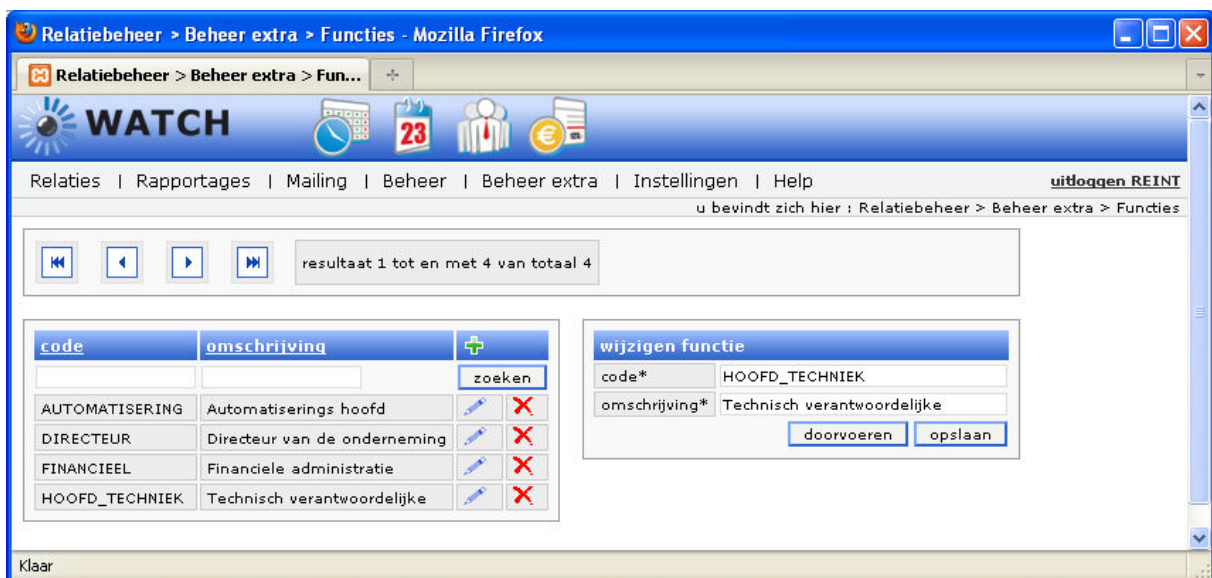 Relatiebeheer > Beheer extra > Functies - Mozilla Firefox
Relatiebeheer > Beheer extra > Fun...
WATCH
23
Relaties | Rapportages | Mailing | Beheer | Beheer extra | Instellingen | Help
uitloggen REINT
u bevindt zich hier : Relatiebeheer > Beheer extra > Functies
resultaat 1 tot en met 4 van totaal 4
code omschrijving
zoeken
AUTOMATISERING Automatiserings hoofd
DIRECTEUR Directeur van de onderneming
FINANCIEEL Financiele administratie
HOOFD_TECHNIEK Technisch verantwoordelijke
wijzigen functie
code* HOOFD_TECHNIEK
omschrijving* Technisch verantwoordelijke
doorvoeren opslaan
Klaar